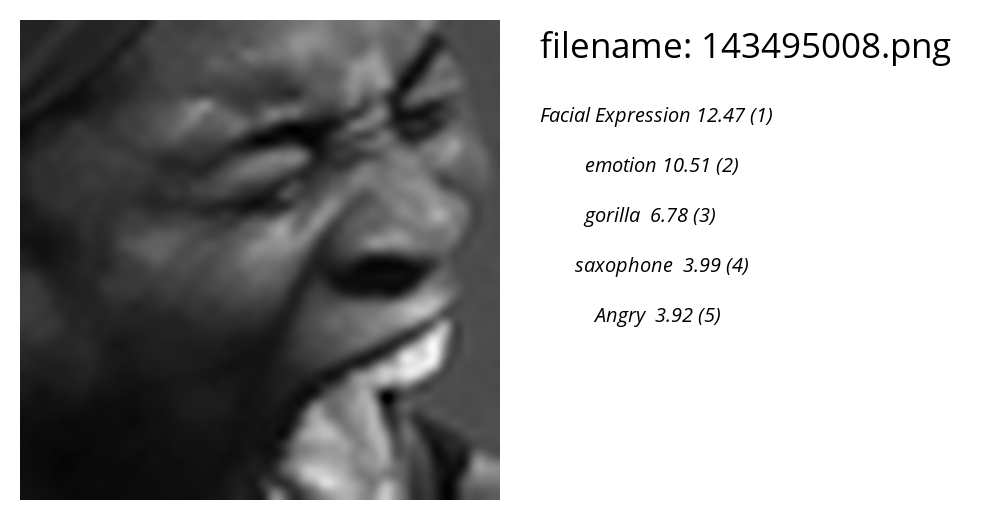 filename: 143495008.png
Facial Expression 12.47 (1)
emotion 10.51 (2)
gorilla 6.78 (3)
saxophone 3.99 (4)
Angry 3.92 (5)